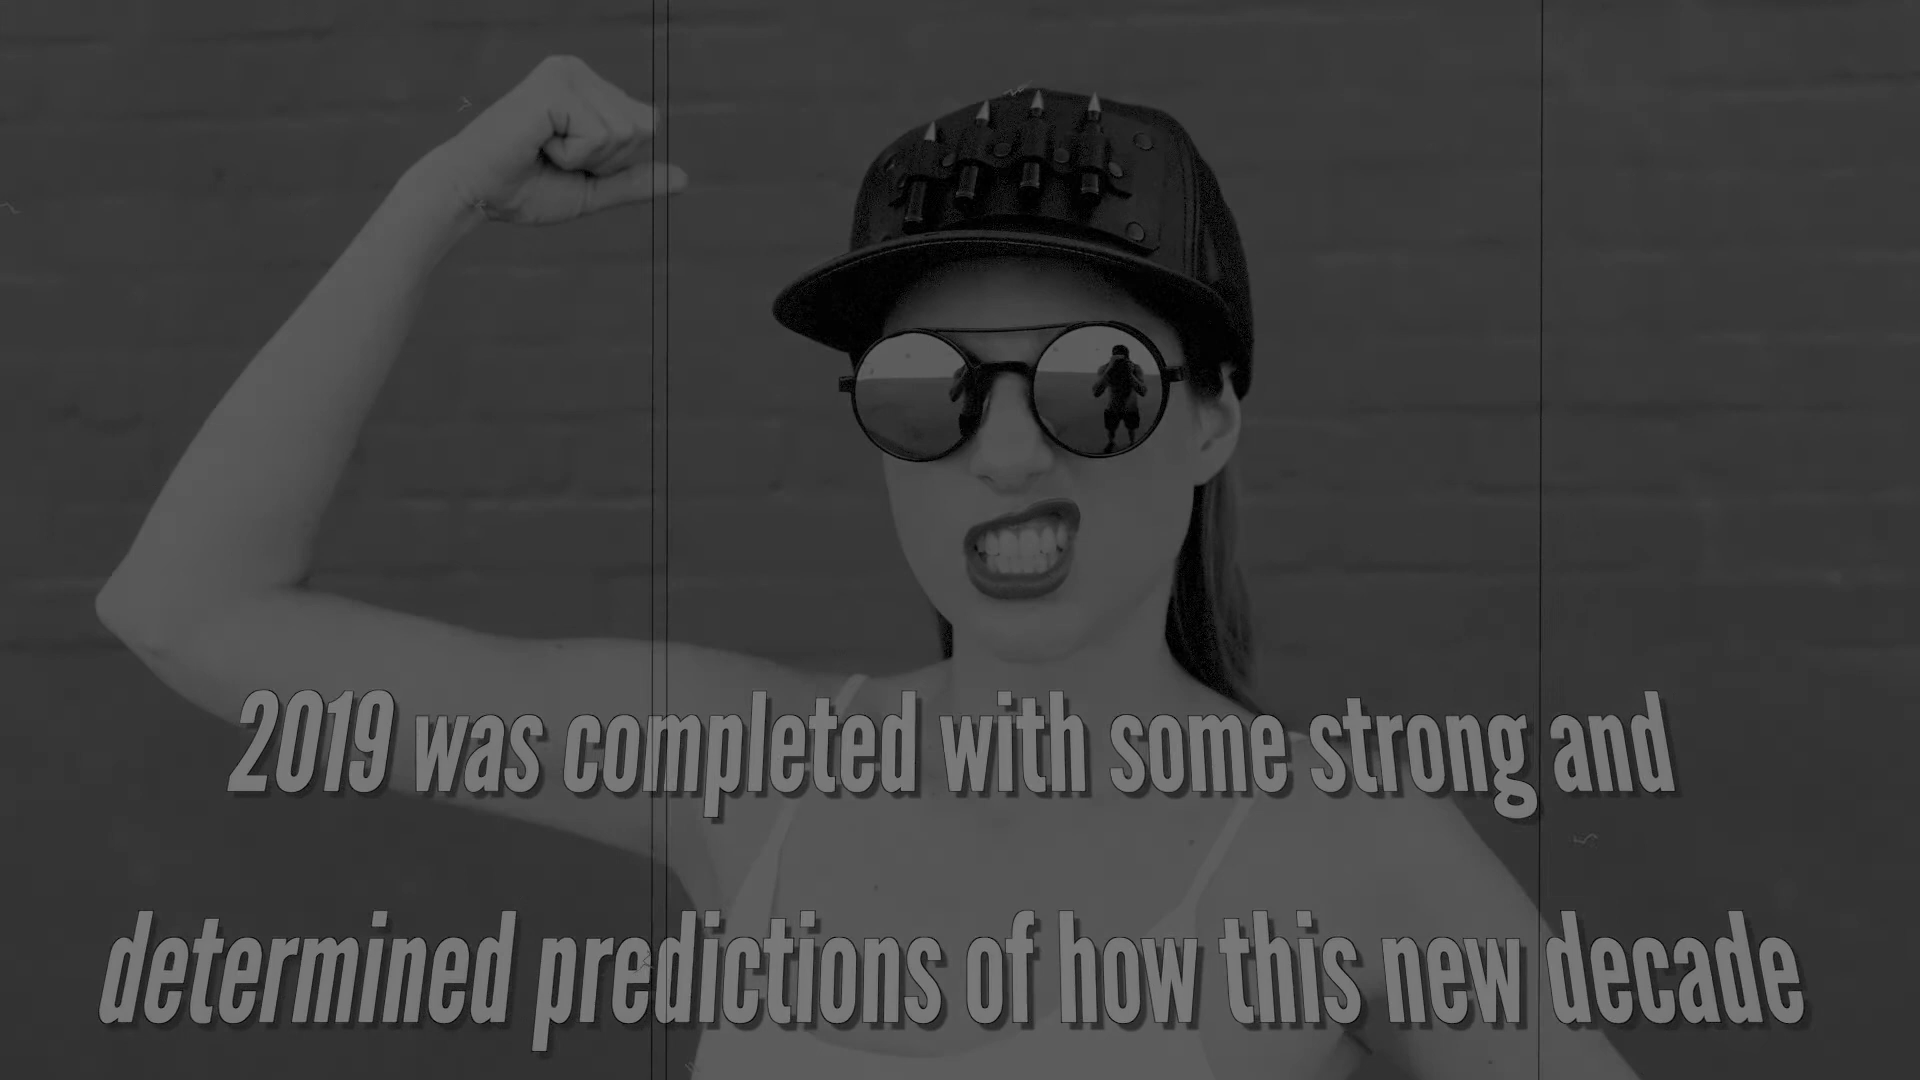 2019 was completed with some strong and
determined predictions of how this new decade